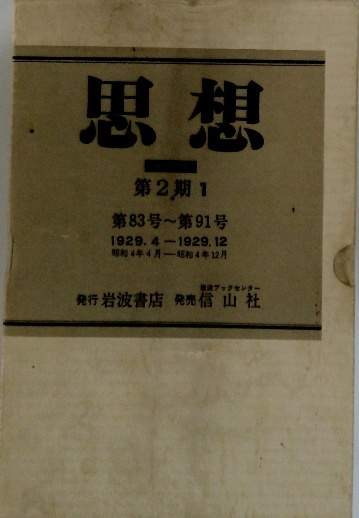 思想
第2期 1
第83号〜第91号
1929.4—1929.12
昭和4年4月—昭和4年12月
岩波ブックセンター
発行 岩波書店 発売 信山社